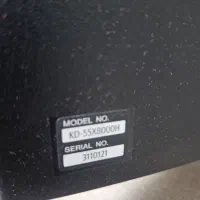 MODEL NO.
KD-55X8000H
SERIAL NO.
3110121